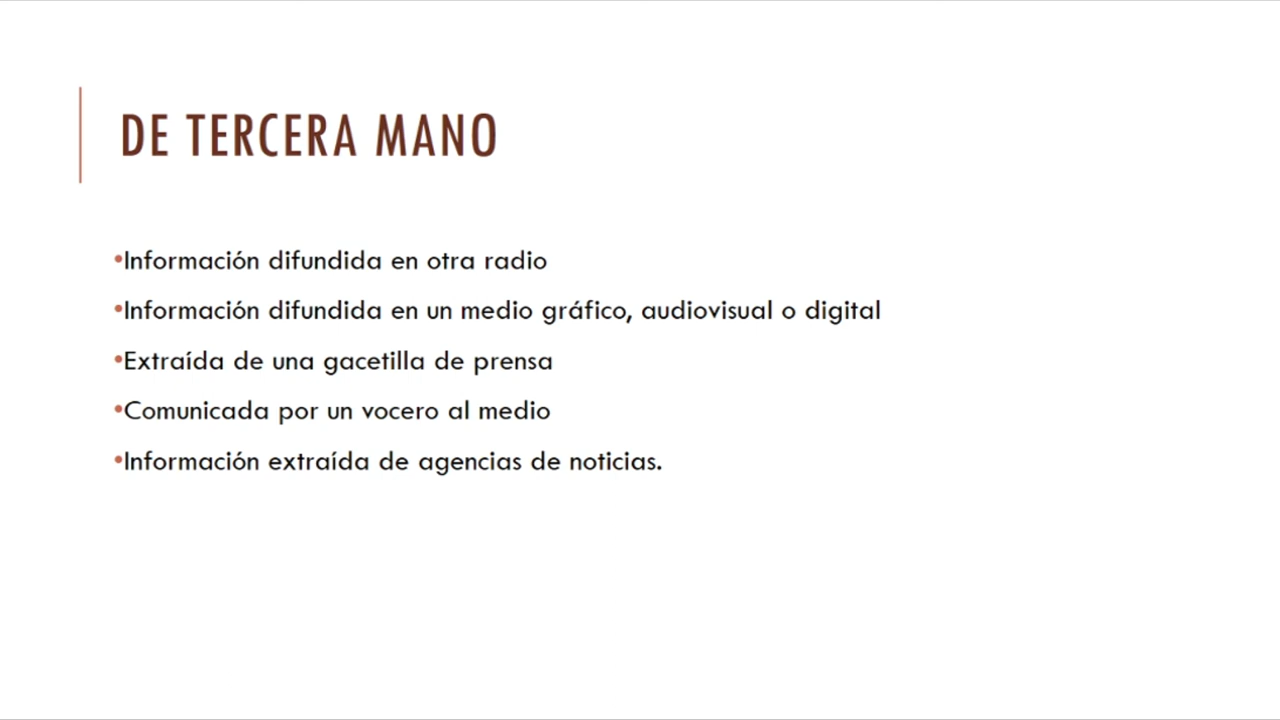 DE TERCERA MANO
•Información difundida en otra radio
•Información difundida en un medio gráfico, audiovisual o digital
•Extraída de una gacetilla de prensa
•Comunicada por un vocero al medio
•Información extraída de agencias de noticias.